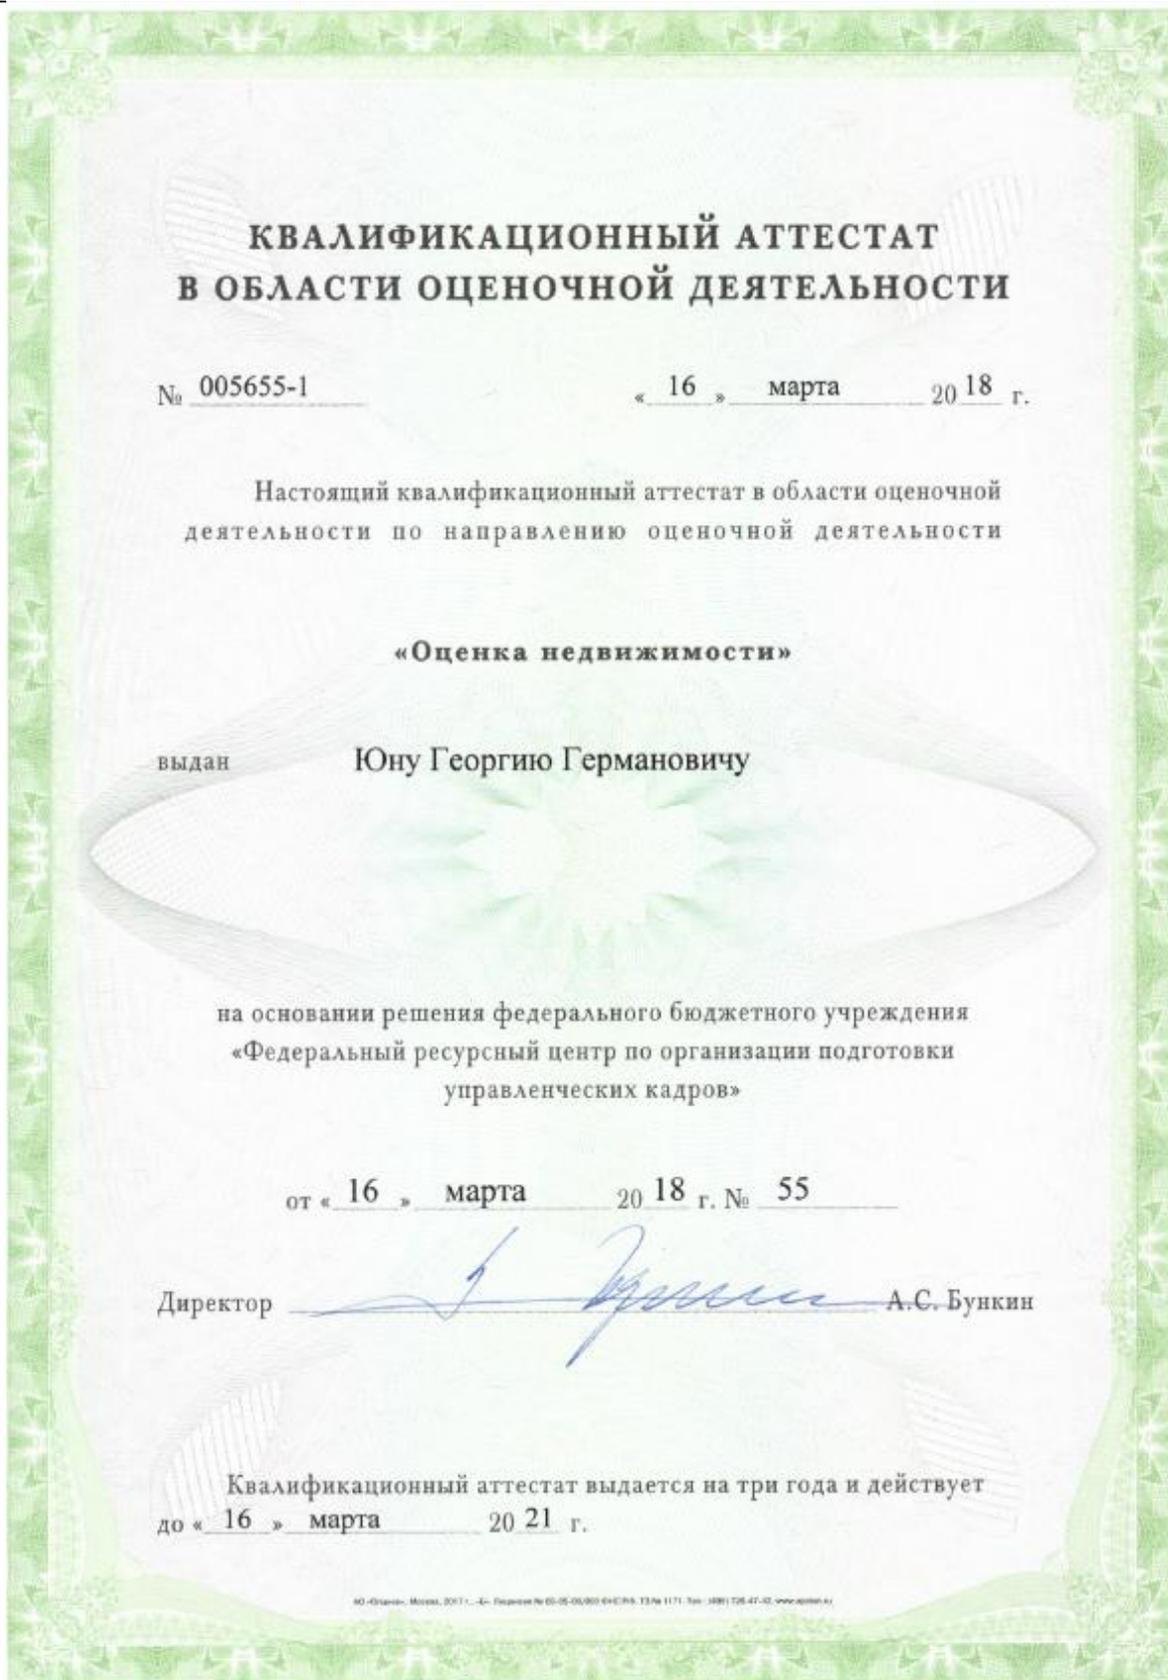 КВАЛИФИКАЦИОННЫЙ АТТЕСТАТ
В ОБЛАСТИ ОЦЕНОЧНОЙ ДЕЯТЕЛЬНОСТИ
№ 005655-1 « 16 » марта 20 18 г.
Настоящий квалификационный аттестат в области оценочной
деятельности по направлению оценочной деятельности
«Оценка недвижимости»
выдан Юну Георгию Германовичу
на основании решения федерального бюджетного учреждения
«Федеральный ресурсный центр по организации подготовки
управленческих кадров»
от « 16 » марта 20 18 г. № 55
Директор А.С. Бункин
Квалификационный аттестат выдается на три года и действует
до « 16 » марта 20 21 г.
Москва, 2017 г.